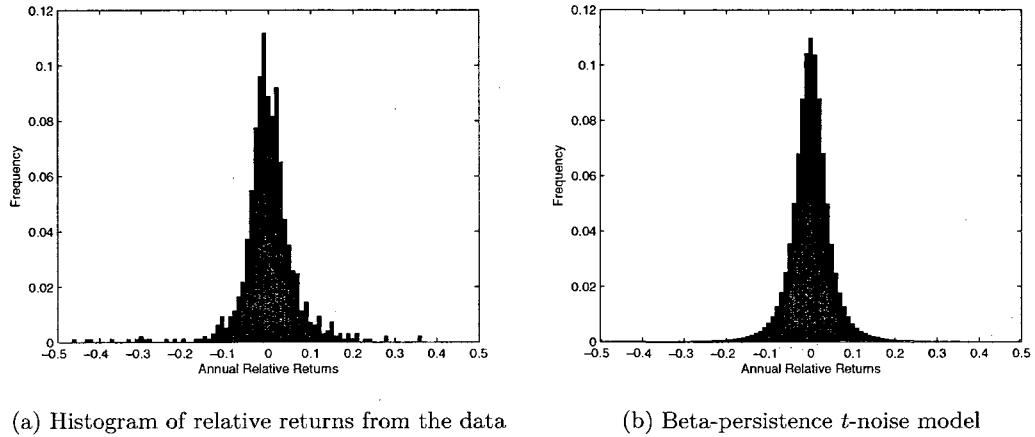 0.12
0.1
0.08
0.06
0.04
0.02
0
Frequency
−0.5 −0.4 −0.3 −0.2 −0.1 0 0.1 0.2 0.3 0.4 0.5
Annual Relative Returns
(a) Histogram of relative returns from the data
0.12
0.1
0.08
0.06
0.04
0.02
0
Frequency
−0.5 −0.4 −0.3 −0.2 −0.1 0 0.1 0.2 0.3 0.4 0.5
Annual Relative Returns
(b) Beta-persistence t-noise model